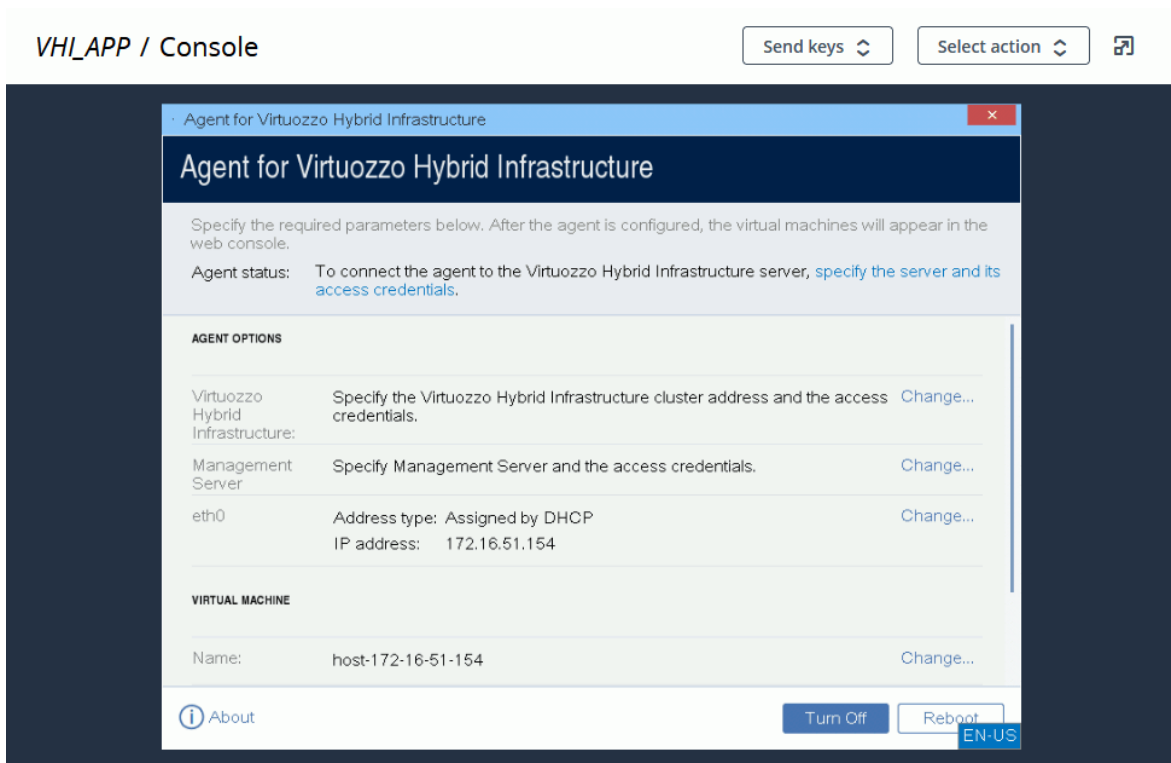 VHI_APP / Console
Send keys
Select action
Agent for Virtuozzo Hybrid Infrastructure
Agent for Virtuozzo Hybrid Infrastructure
Specify the required parameters below. After the agent is configured, the virtual machines will appear in the
web console.
Agent status: To connect the agent to the Virtuozzo Hybrid Infrastructure server, specify the server and its
access credentials.
AGENT OPTIONS
Virtuozzo
Hybrid
Infrastructure:
Specify the Virtuozzo Hybrid Infrastructure cluster address and the access
credentials.
Change...
Management
Server
Specify Management Server and the access credentials.
Change...
eth0
Address type: Assigned by DHCP
IP address: 172.16.51.154
Change...
VIRTUAL MACHINE
Name:
host-172-16-51-154
Change...
About
Turn Off
Reboot
EN-US